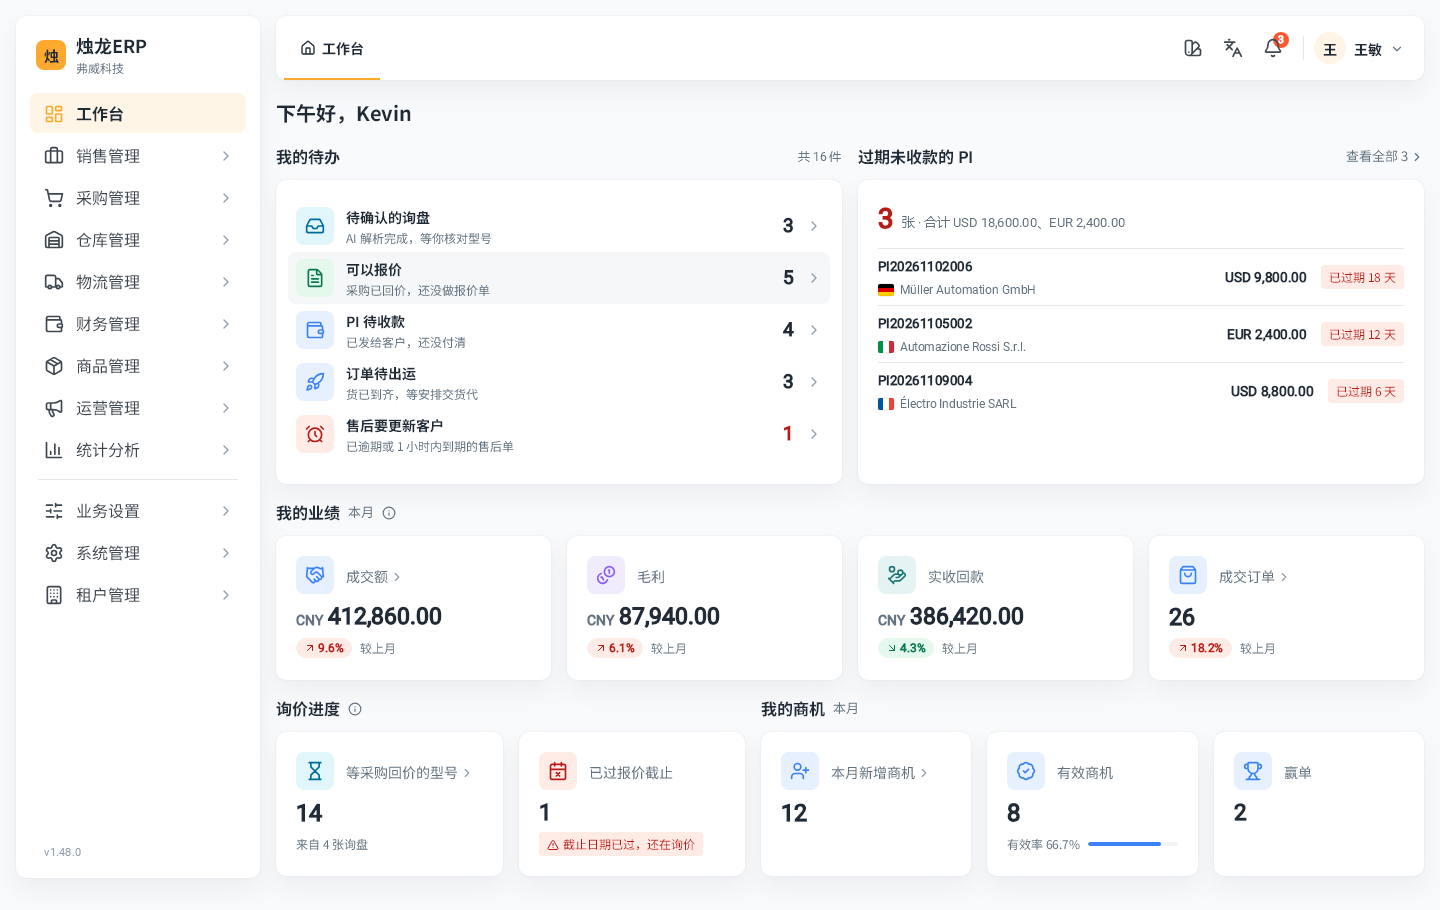 烛
烛龙ERP
弗威科技
工作台
销售管理
采购管理
仓库管理
物流管理
财务管理
商品管理
运营管理
统计分析
业务设置
系统管理
租户管理
v1.48.0
工作台
3
王
王敏
下午好，Kevin
我的待办
共 16 件
待确认的询盘
AI 解析完成，等你核对型号
3
可以报价
采购已回价，还没做报价单
5
PI 待收款
已发给客户，还没付清
4
订单待出运
货已到齐，等安排交货代
3
售后要更新客户
已逾期或 1 小时内到期的售后单
1
过期未收款的 PI
查看全部 3
3 张 · 合计 USD 18,600.00、EUR 2,400.00
PI20261102006
Müller Automation GmbH
USD 9,800.00
已过期 18 天
PI20261105002
Automazione Rossi S.r.l.
EUR 2,400.00
已过期 12 天
PI20261109004
Électro Industrie SARL
USD 8,800.00
已过期 6 天
我的业绩 本月
成交额
CNY 412,860.00
9.6% 较上月
毛利
CNY 87,940.00
6.1% 较上月
实收回款
CNY 386,420.00
4.3% 较上月
成交订单
26
18.2% 较上月
询价进度
等采购回价的型号
14
来自 4 张询盘
已过报价截止
1
截止日期已过，还在询价
我的商机 本月
本月新增商机
12
有效商机
8
有效率 66.7%
赢单
2